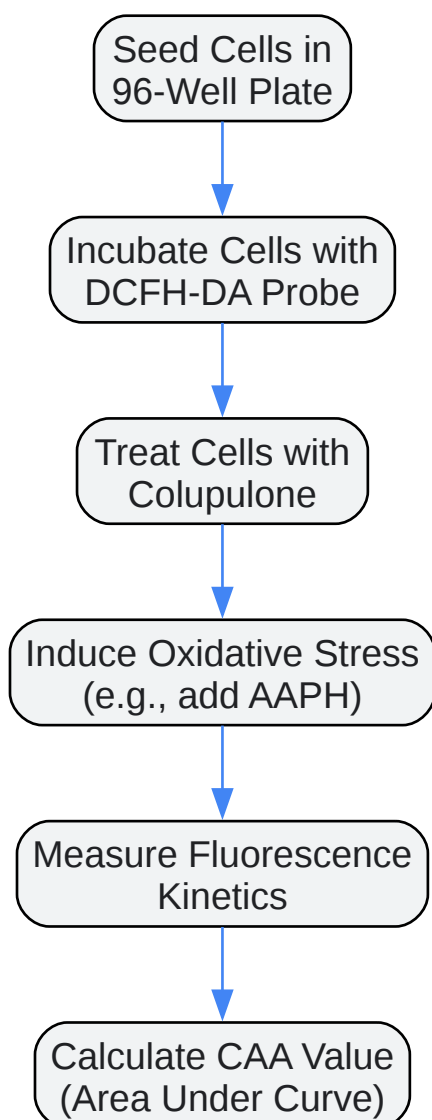 Seed Cells in
96-Well Plate
Incubate Cells with
DCFH-DA Probe
Treat Cells with
Colupulone
Induce Oxidative Stress
(e.g., add AAPH)
Measure Fluorescence
Kinetics
Calculate CAA Value
(Area Under Curve)